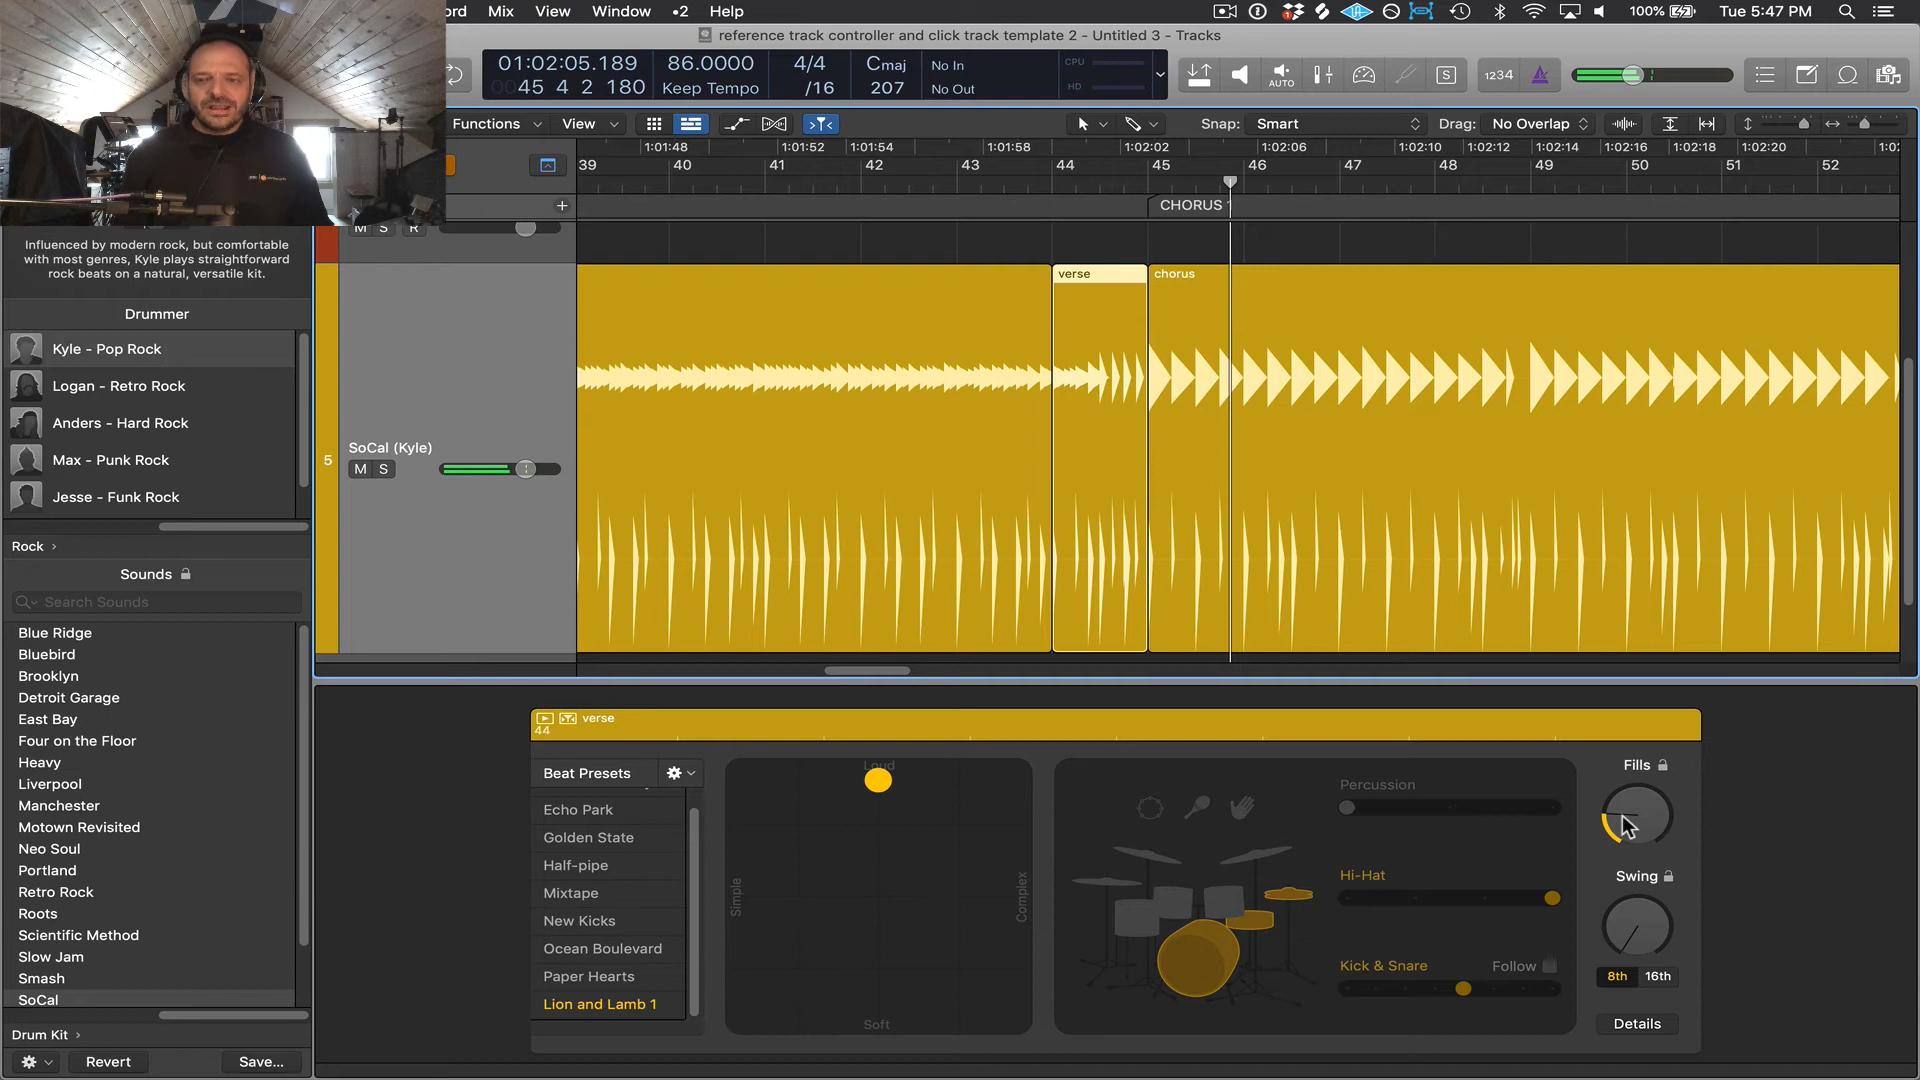 ord Mix View Window •2 Help
100% Tue 5:47 PM
reference track controller and click track template 2 - Untitled 3 - Tracks
01:02:05.189 86.0000 4/4 Cmaj No In CPU
0045 4 2 180 Keep Tempo /16 207 No Out HD
AUTO S 1234
Functions View Snap: Smart Drag: No Overlap
1:01:48 1:01:52 1:01:54 1:01:58 1:02:02 1:02:06 1:02:10 1:02:12 1:02:14 1:02:16 1:02:18 1:02:20 1:02
39 40 41 42 43 44 45 46 47 48 49 50 51 52
CHORUS
M S R
Influenced by modern rock, but comfortable
with most genres, Kyle plays straightforward
rock beats on a natural, versatile kit.
verse chorus
Drummer
Kyle - Pop Rock
Logan - Retro Rock
Anders - Hard Rock
Max - Punk Rock
Jesse - Funk Rock
5 SoCal (Kyle)
M S
Rock
Sounds
Search Sounds
Blue Ridge
Bluebird
Brooklyn
Detroit Garage
East Bay
Four on the Floor
Heavy
Liverpool
Manchester
Motown Revisited
Neo Soul
Portland
Retro Rock
Roots
Scientific Method
Slow Jam
Smash
SoCal
Drum Kit
Revert Save...
verse
44
Beat Presets
Echo Park
Golden State
Half-pipe
Mixtape
New Kicks
Ocean Boulevard
Paper Hearts
Lion and Lamb 1
Loud
Simple
Complex
Soft
Percussion
Hi-Hat
Kick & Snare Follow
Fills
Swing
8th 16th
Details